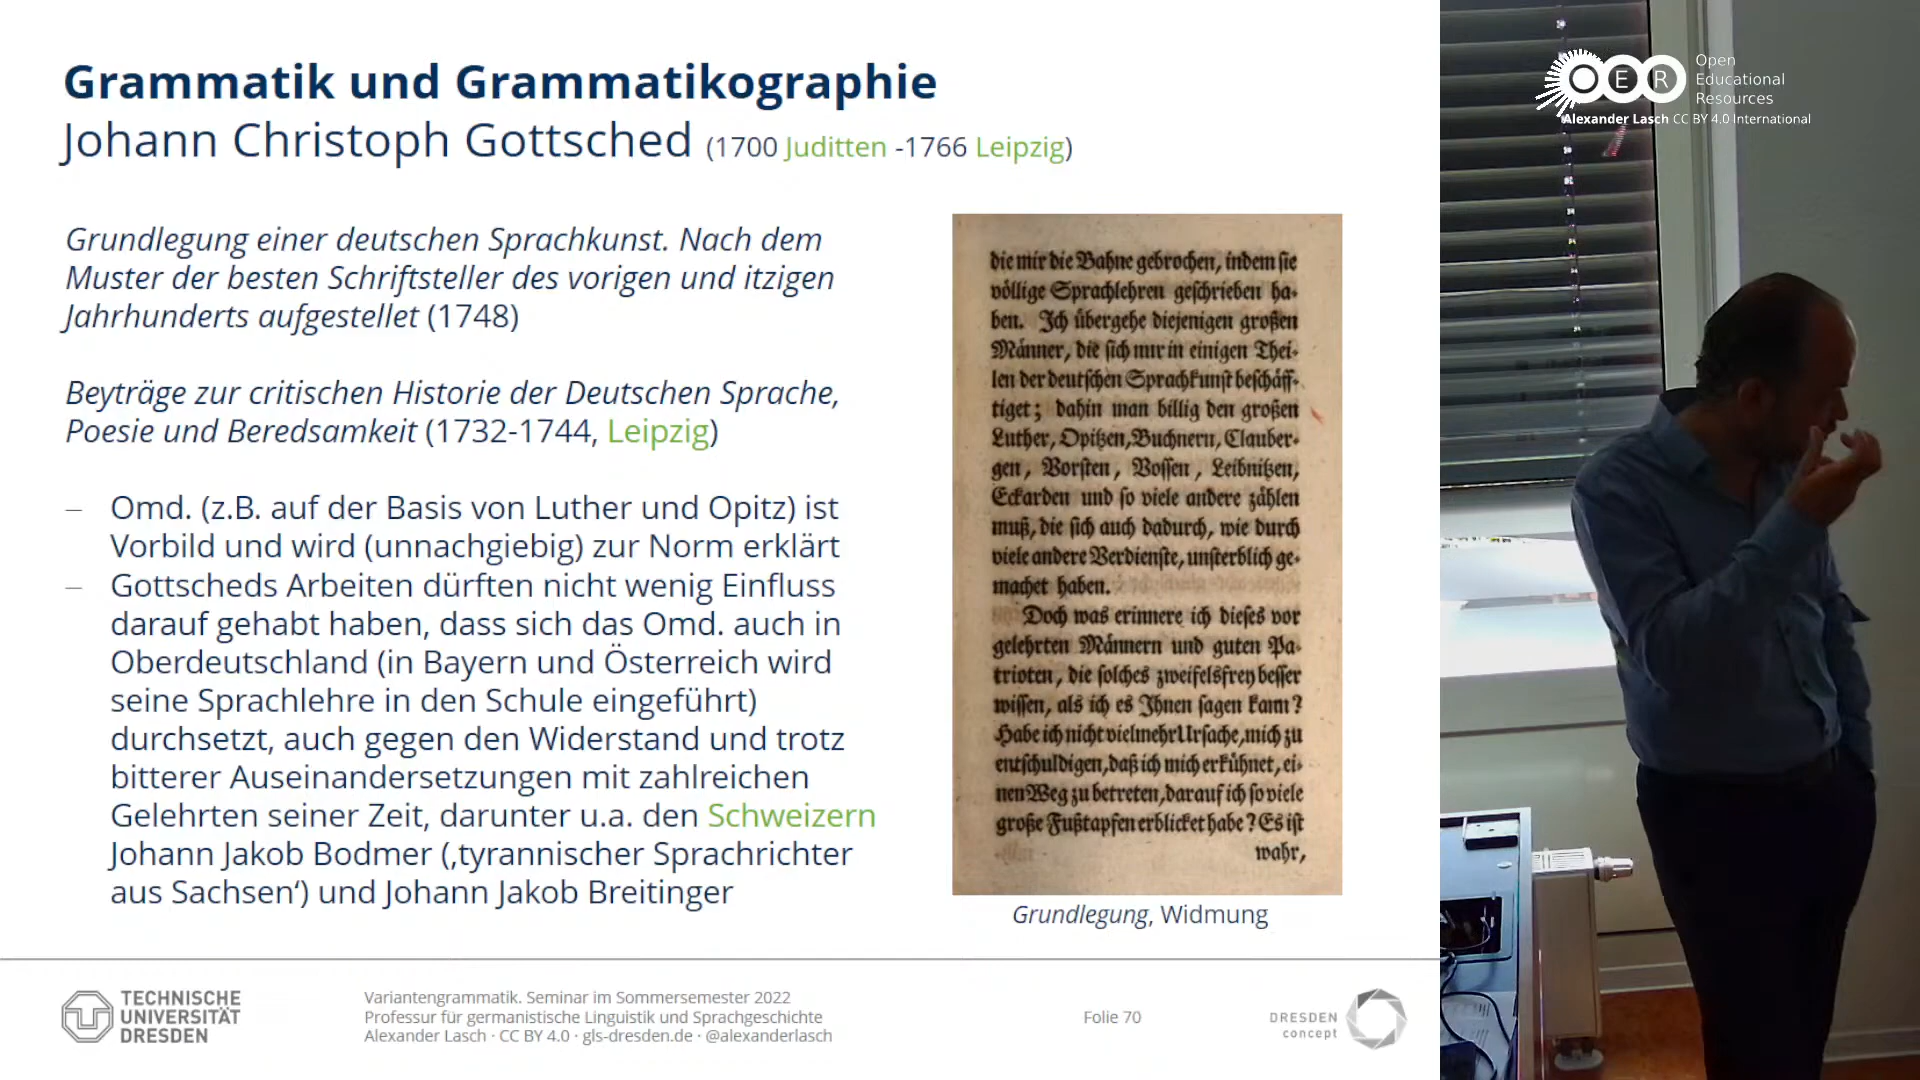 Grammatik und Grammatikographie
Johann Christoph Gottsched (1700 Juditten -1766 Leipzig)
Grundlegung einer deutschen Sprachkunst. Nach dem
Muster der besten Schriftsteller des vorigen und itzigen
Jahrhunderts aufgestellet (1748)
Beyträge zur critischen Historie der Deutschen Sprache,
Poesie und Beredsamkeit (1732-1744, Leipzig)
– Omd. (z.B. auf der Basis von Luther und Opitz) ist
Vorbild und wird (unnachgiebig) zur Norm erklärt
– Gottscheds Arbeiten dürften nicht wenig Einfluss
darauf gehabt haben, dass sich das Omd. auch in
Oberdeutschland (in Bayern und Österreich wird
seine Sprachlehre in den Schule eingeführt)
durchsetzt, auch gegen den Widerstand und trotz
bitterer Auseinandersetzungen mit zahlreichen
Gelehrten seiner Zeit, darunter u.a. den Schweizern
Johann Jakob Bodmer (‚tyrannischer Sprachrichter
aus Sachsen‘) und Johann Jakob Breitinger
die mir die Bahne gebrochen, indem sie
völlige Sprachlehren geschrieben ha-
ben. Ich übergehe diejenigen großen
Männer, die sich nur in einigen Thei-
len der deutschen Sprachkunst beschäff-
tiget; dahin man billig den großen
Luther, Opitzen, Buchnern, Clauber-
gen, Vorsten, Vossen, Leibnitzen,
Eckarden und so viele andere zählen
muß, die sich auch dadurch, wie durch
viele andere Verdienste, unsterblich ge-
machet haben.
Doch was erinnere ich dieses vor
gelehrten Männern und guten Pa-
trioten, die solches zweifelsfrey besser
wissen, als ich es Ihnen sagen kann?
Habe ich nicht vielmehr Ursache, mich zu
entschuldigen, daß ich mich erkühnet, ei-
nen Weg zu betreten, darauf ich so viele
große Fußtapfen erblicket habe? Es ist
wahr,
Grundlegung, Widmung
TECHNISCHE
UNIVERSITÄT
DRESDEN
Variantengrammatik. Seminar im Sommersemester 2022
Professur für germanistische Linguistik und Sprachgeschichte
Alexander Lasch · CC BY 4.0 · gls-dresden.de · @alexanderlasch
Folie 70
DRESDEN
concept
OER
Open
Educational
Resources
Alexander Lasch CC BY 4.0 International